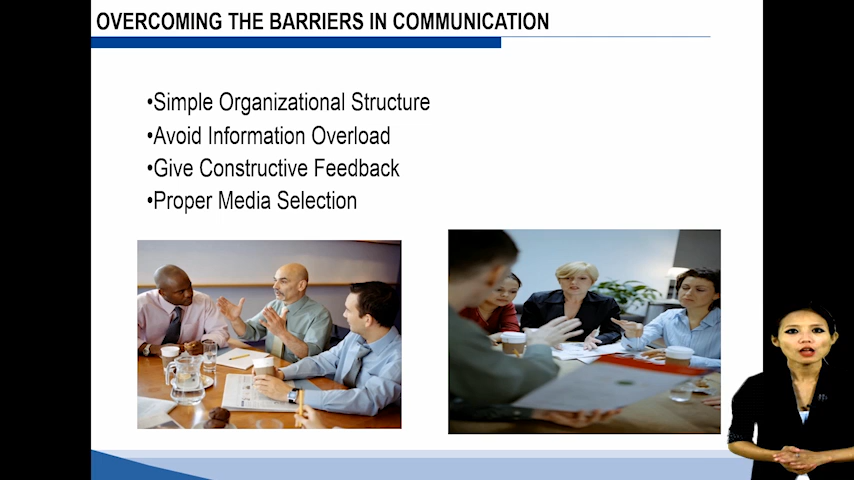 OVERCOMING THE BARRIERS IN COMMUNICATION
•Simple Organizational Structure
•Avoid Information Overload
•Give Constructive Feedback
•Proper Media Selection